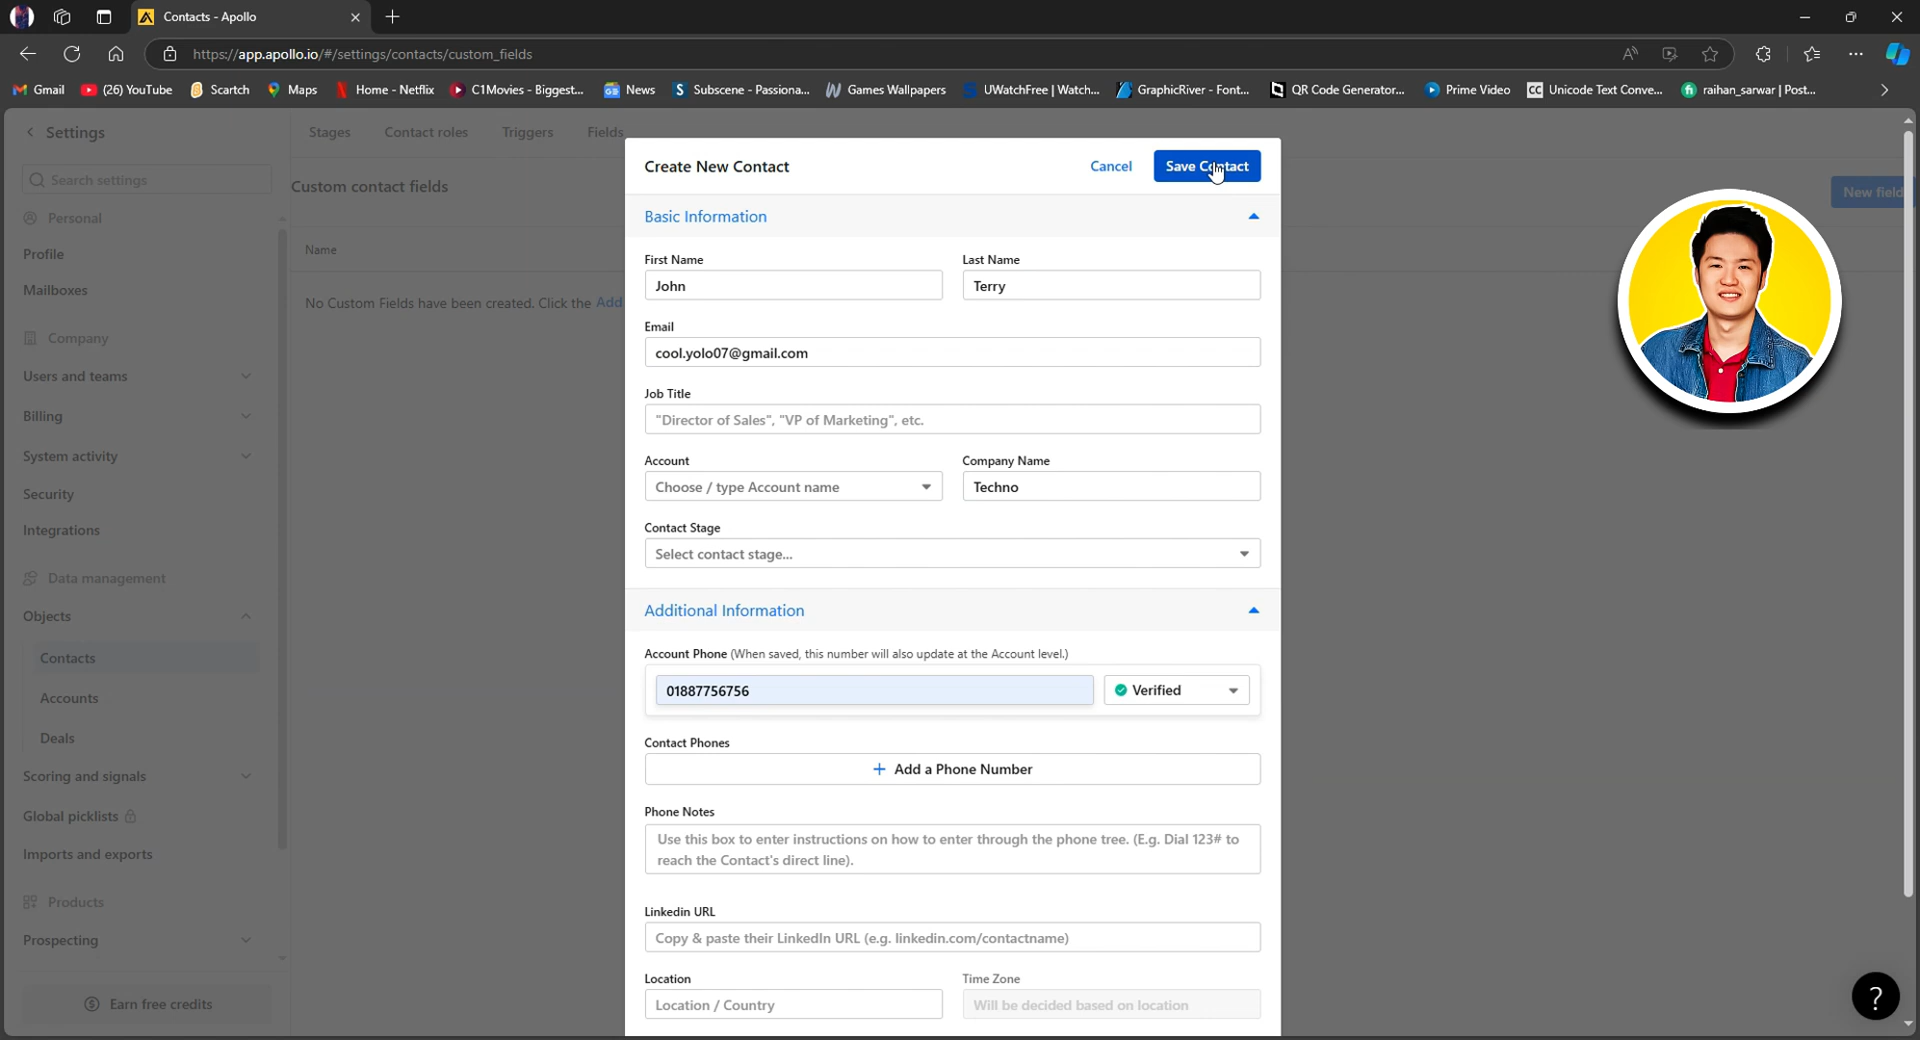 Contacts - Apollo
https://app.apollo.io/#/settings/contacts/custom_fields
Gmail
(26) YouTube
Scartch
Maps
Home - Netflix
C1Movies - Biggest...
News
Subscene - Passiona...
Games Wallpapers
UWatchFree | Watch...
GraphicRiver - Font...
QR Code Generator...
Prime Video
Unicode Text Conve...
raihan_sarwar | Post...
Settings
Search settings
Personal
Profile
Mailboxes
Company
Users and teams
Billing
System activity
Security
Integrations
Data management
Objects
Contacts
Accounts
Deals
Scoring and signals
Global picklists
Imports and exports
Products
Prospecting
Earn free credits
Stages
Contact roles
Triggers
Fields
Custom contact fields
New field
Name
No Custom Fields have been created. Click the Add
Create New Contact
Cancel
Save Contact
Basic Information
First Name
Last Name
John
Terry
Email
cool.yolo07@gmail.com
Job Title
"Director of Sales", "VP of Marketing", etc.
Account
Company Name
Choose / type Account name
Techno
Contact Stage
Select contact stage...
Additional Information
Account Phone (When saved, this number will also update at the Account level.)
01887756756
Verified
Contact Phones
+ Add a Phone Number
Phone Notes
Use this box to enter instructions on how to enter through the phone tree. (E.g. Dial 123# to
reach the Contact's direct line).
Linkedin URL
Copy & paste their LinkedIn URL (e.g. linkedin.com/contactname)
Location
Time Zone
Location / Country
Will be decided based on location
?